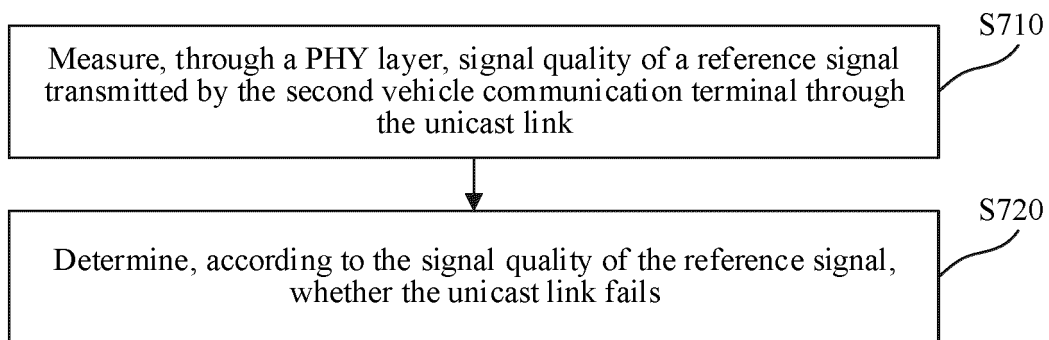 S710
Measure, through a PHY layer, signal quality of a reference signal
transmitted by the second vehicle communication terminal through
the unicast link
S720
Determine, according to the signal quality of the reference signal,
whether the unicast link fails